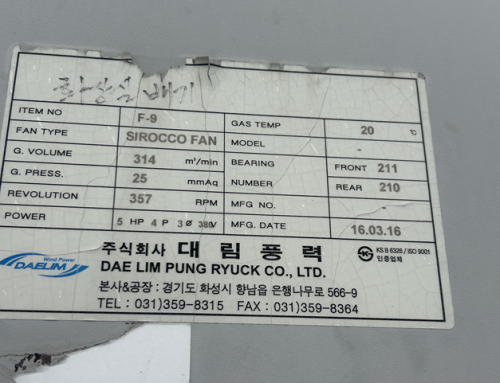 화장실 배기
ITEM NO F-9 GAS TEMP 20 ℃
FAN TYPE SIROCCO FAN MODEL -
G. VOLUME 314 m³/min BEARING FRONT 211
G. PRESS. 25 mmAq NUMBER REAR 210
REVOLUTION 357 RPM MFG NO. -
POWER 5 HP 4 P 3Ø 380V MFG. DATE 16.03.16
Wind Power
DAELIM
주식회사 대림풍력
DAE LIM PUNG RYUCK CO., LTD.
KS B 6326 / ISO 9001
인증업체
본사&공장 : 경기도 화성시 향남읍 은행나무로 566-9
TEL : 031)359-8315 FAX : 031)359-8364